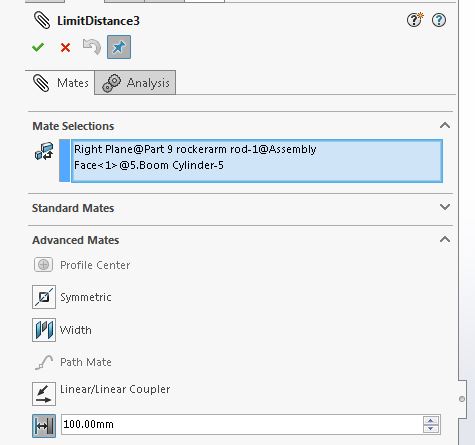 LimitDistance3
Mates
Analysis
Mate Selections
Right Plane@Part 9 rockerarm rod-1@Assembly
Face<1>@5.Boom Cylinder-5
Standard Mates
Advanced Mates
Profile Center
Symmetric
Width
Path Mate
Linear/Linear Coupler
100.00mm